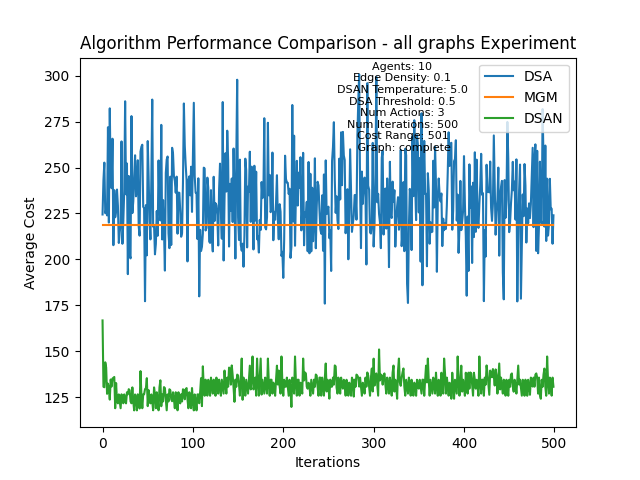 Algorithm Performance Comparison - all graphs Experiment
Agents: 10
Edge Density: 0.1
DSAN Temperature: 5.0
DSA Threshold: 0.5
Num Actions: 3
Num Iterations: 500
Cost Range: 501
Graph: complete
DSA
MGM
DSAN
300
275
250
225
200
175
150
125
Average Cost
0
100
200
300
400
500
Iterations